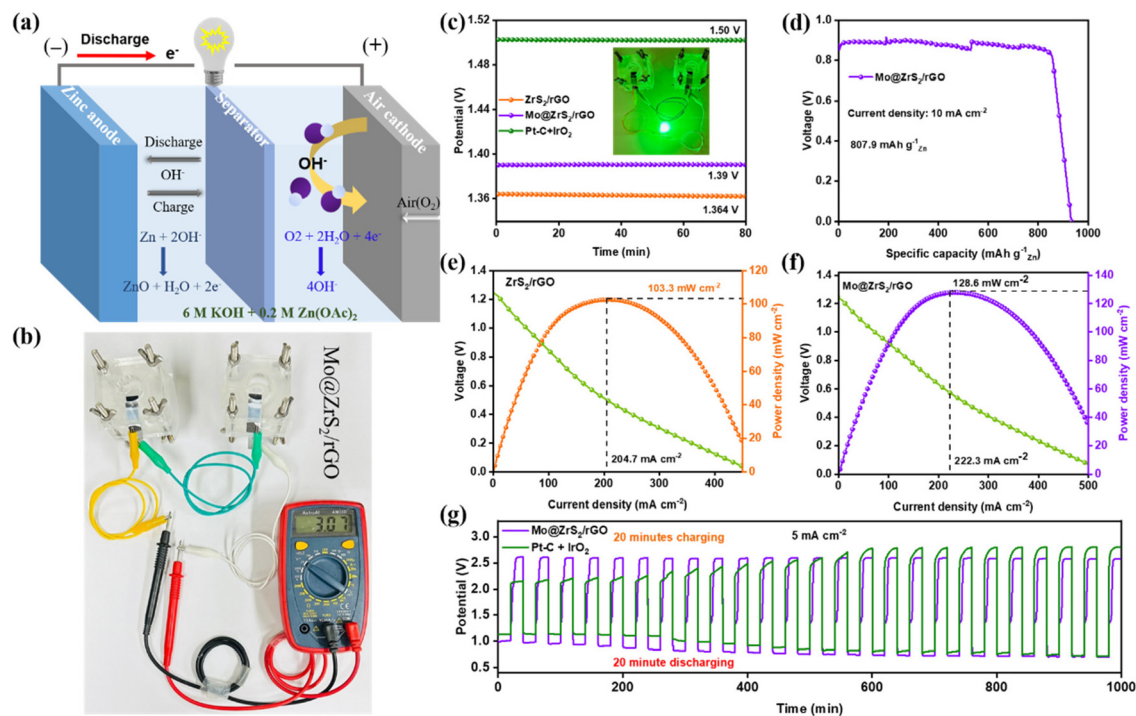 (a)
Discharge
(–) e- (+)
Zinc anode
Separator
Air cathode
Discharge
OH-
Charge
OH-
Air(O2)
Zn + 2OH-
ZnO + H2O + 2e-
O2 + 2H2O + 4e-
4OH-
6 M KOH + 0.2 M Zn(OAc)2
(b)
Mo@ZrS2/rGO
3.07
(c)
1.52
1.48
1.44
1.40
1.36
Potential (V)
1.50 V
ZrS2/rGO
Mo@ZrS2/rGO
Pt-C+IrO2
1.39 V
1.364 V
0 20 40 60 80
Time (min)
(d)
1.0
0.8
0.6
0.4
0.2
0.0
Voltage (V)
Mo@ZrS2/rGO
Current density: 10 mA cm-2
807.9 mAh g-1Zn
0 200 400 600 800 1000
Specific capacity (mAh g-1Zn)
(e)
ZrS2/rGO
103.3 mW cm-2
1.4
1.2
1.0
0.8
0.6
0.4
0.2
0.0
Voltage (V)
120
100
80
60
40
20
0
Power density (mW cm-2)
204.7 mA cm-2
0 100 200 300 400
Current density (mA cm-2)
(f)
Mo@ZrS2/rGO
128.6 mW cm-2
1.4
1.2
1.0
0.8
0.6
0.4
0.2
0.0
Voltage (V)
140
120
100
80
60
40
20
0
Power density (mW cm-2)
222.3 mA cm-2
0 100 200 300 400 500
Current density (mA cm-2)
(g)
Mo@ZrS2/rGO
Pt-C + IrO2
20 minutes charging
5 mA cm-2
3.0
2.5
2.0
1.5
1.0
0.5
Potential (V)
20 minute discharging
0 200 400 600 800 1000
Time (min)